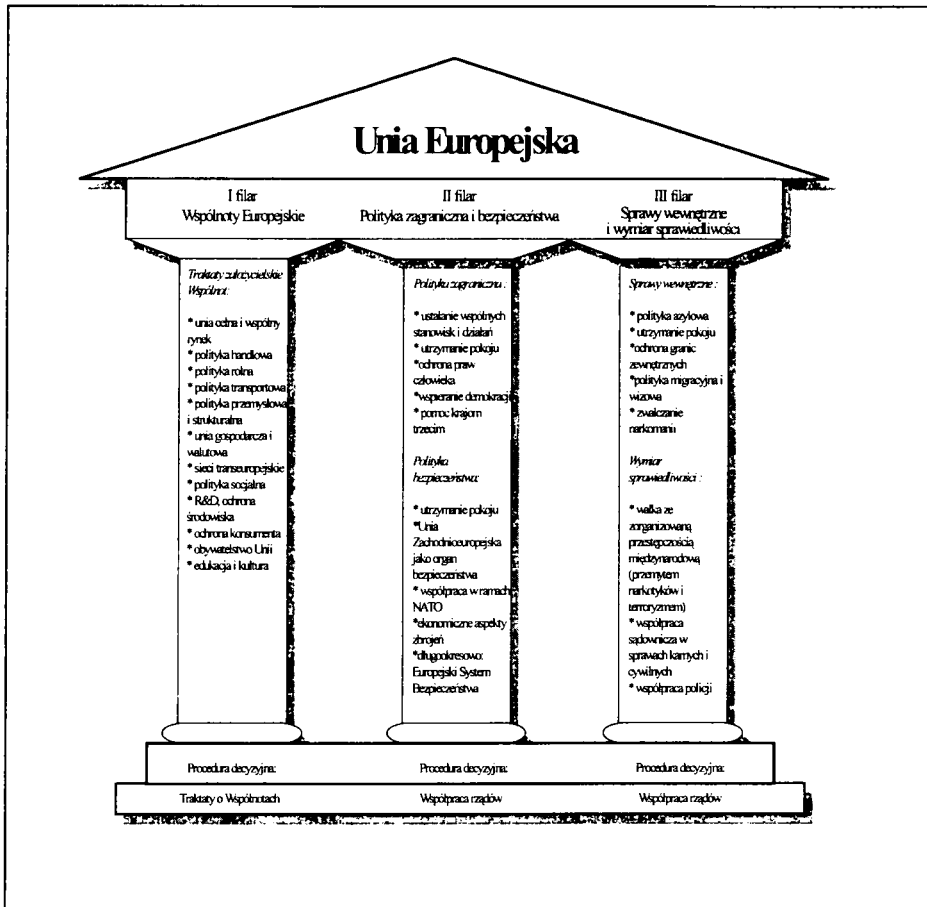 Unia Europejska
I filar
Wspólnoty Europejskie
II filar
Polityka zagraniczna i bezpieczeństwa
III filar
Sprawy wewnętrzne
i wymiar sprawiedliwości
Traktaty założycielskie
Wspólnot:
* unia celna i wspólny
rynek
* polityka handlowa
* polityka rolna
* polityka transportowa
* polityka przemysłowa
i strukturalna
* unia gospodarcza i
walutowa
* sieci transeuropejskie
* polityka socjalna
* R&D, ochrona
środowiska
* ochrona konsumenta
* obywatelstwo Unii
* edukacja i kultura
Polityka zagraniczna :
* ustalanie wspólnych
stanowisk i działań
* utrzymanie pokoju
*ochrona praw
człowieka
*wspieranie demokracji
* pomoc krajom
trzecim
Polityka
bezpieczeństwa:
* utrzymanie pokoju
*Unia
Zachodnioeuropejska
jako organ
bezpieczeństwa
* współpraca w ramach
NATO
*ekonomiczne aspekty
zbrojeń
*długookresowo:
Europejski System
Bezpieczeństwa
Sprawy wewnętrzne :
* polityka azylowa
* utrzymanie pokoju
*ochrona granic
zewnętrznych
*polityka migracyjna i
wizowa
* zwalczanie
narkomanii
Wymiar
sprawiedliwości :
* walka ze
zorganizowaną
przestępczością
międzynarodową
(przemytem
narkotyków i
terroryzmem)
* współpraca
sądownicza w
sprawach karnych i
cywilnych
* współpraca policji
Procedura decyzyjna:
Procedura decyzyjna:
Procedura decyzyjna:
Traktaty o Wspólnotach
Współpraca rządów
Współpraca rządów